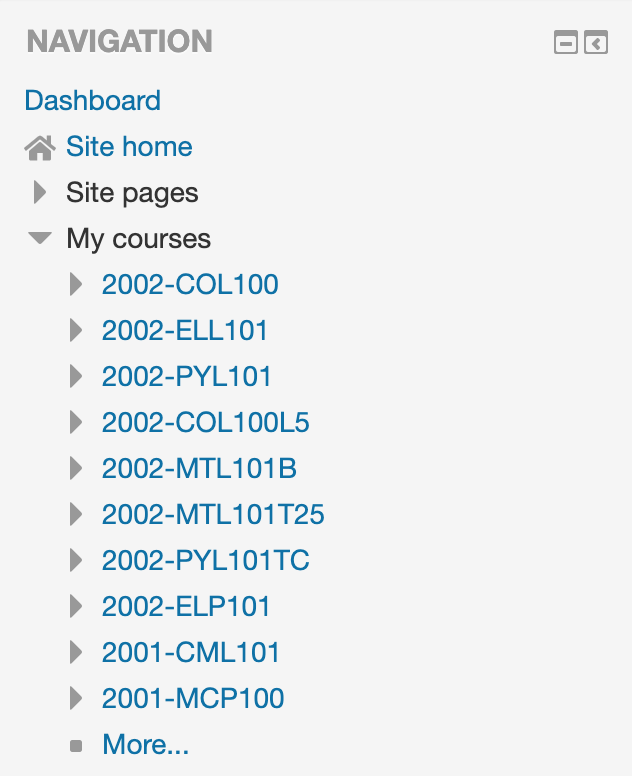 NAVIGATION
Dashboard
Site home
Site pages
My courses
2002-COL100
2002-ELL101
2002-PYL101
2002-COL100L5
2002-MTL101B
2002-MTL101T25
2002-PYL101TC
2002-ELP101
2001-CML101
2001-MCP100
More...